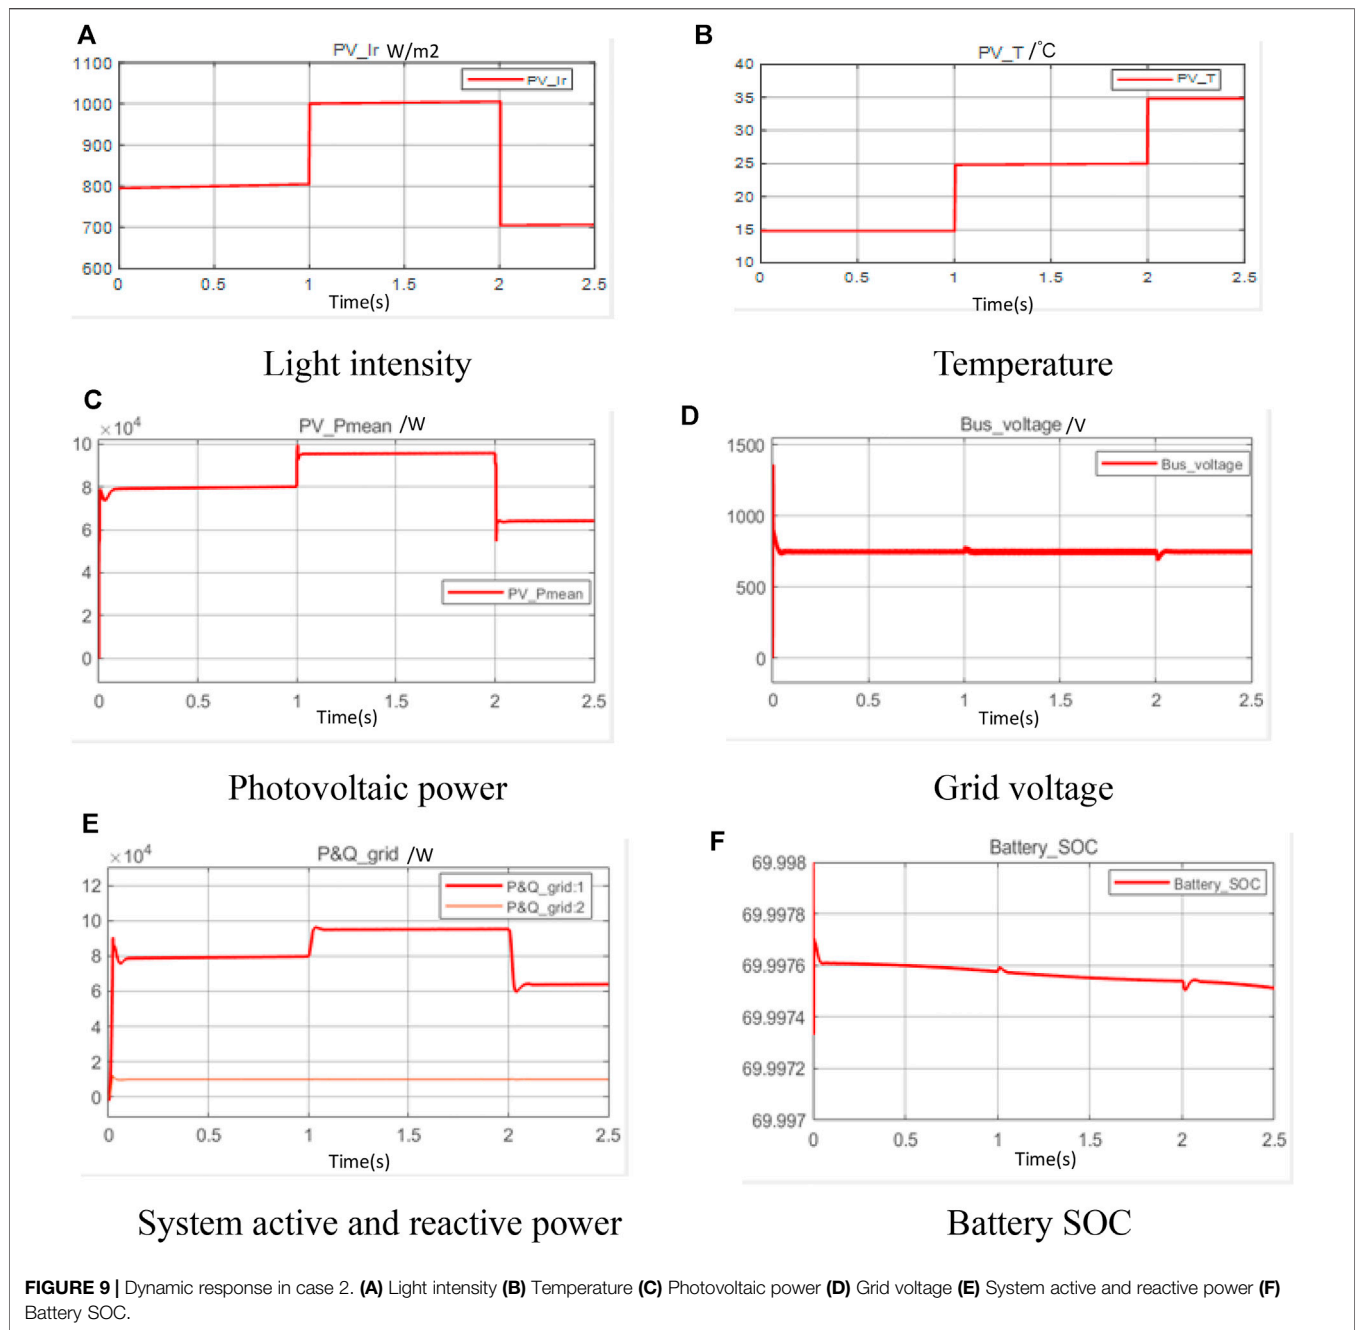 A
PV_Ir W/m2
1100
1000
900
800
700
600
PV_Ir
0 0.5 1 1.5 2 2.5
Time(s)
Light intensity
B
PV_T /°C
40
35
30
25
20
15
10
PV_T
0 0.5 1 1.5 2 2.5
Time(s)
Temperature
C
×10⁴
PV_Pmean /W
10
8
6
4
2
0
PV_Pmean
0 0.5 1 1.5 2 2.5
Time(s)
Photovoltaic power
D
Bus_voltage /V
1500
1000
500
0
Bus_voltage
0 0.5 1 1.5 2 2.5
Time(s)
Grid voltage
E
×10⁴
P&Q_grid /W
12
10
8
6
4
2
0
P&Q_grid:1
P&Q_grid:2
0 0.5 1 1.5 2 2.5
Time(s)
System active and reactive power
F
Battery_SOC
69.998
69.9978
69.9976
69.9974
69.9972
69.997
Battery_SOC
0 0.5 1 1.5 2 2.5
Time(s)
Battery SOC
FIGURE 9 | Dynamic response in case 2. (A) Light intensity (B) Temperature (C) Photovoltaic power (D) Grid voltage (E) System active and reactive power (F)
Battery SOC.